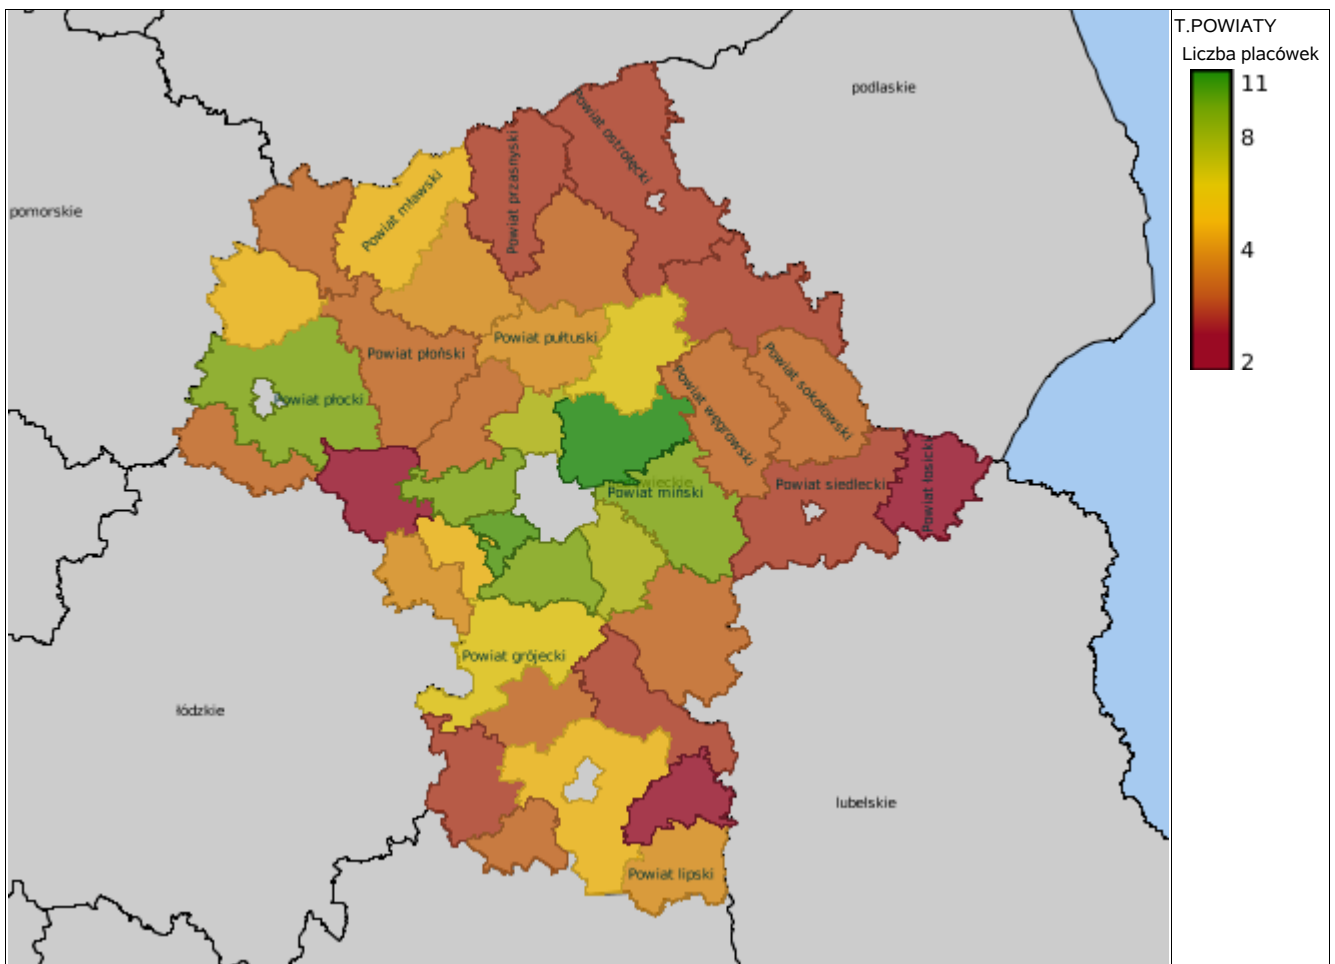 T.POWIATY
Liczba placówek
11
8
4
2
podlaskie
pomorskie
Powiat ostrołęcki
Powiat przasnyski
Powiat mławski
Powiat pułtuski
Powiat płoński
Powiat płocki
Powiat węgrowski
Powiat sokołowski
Powiat miński
Powiat siedlecki
Powiat łosicki
Powiat grójecki
łódzkie
lubelskie
Powiat lipski